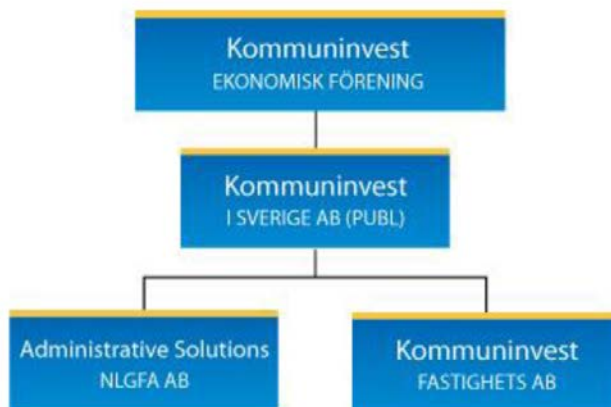 Kommuninvest
EKONOMISK FÖRENING
Kommuninvest
I SVERIGE AB (PUBL)
Administrative Solutions
NLGFA AB
Kommuninvest
FASTIGHETS AB